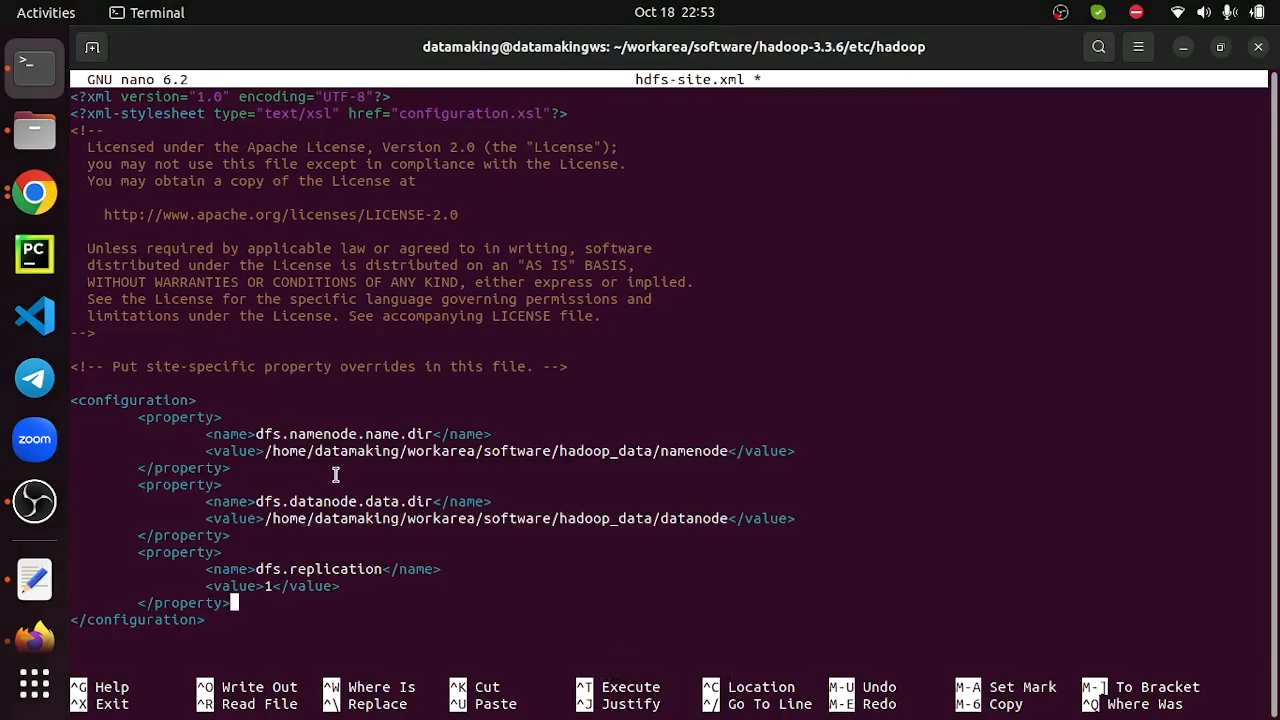 Activities Terminal Oct 18 22:53
datamaking@datamakingws: ~/workarea/software/hadoop-3.3.6/etc/hadoop
GNU nano 6.2 hdfs-site.xml *
<?xml version="1.0" encoding="UTF-8"?>
<?xml-stylesheet type="text/xsl" href="configuration.xsl"?>
<!--
Licensed under the Apache License, Version 2.0 (the "License");
you may not use this file except in compliance with the License.
You may obtain a copy of the License at
http://www.apache.org/licenses/LICENSE-2.0
Unless required by applicable law or agreed to in writing, software
distributed under the License is distributed on an "AS IS" BASIS,
WITHOUT WARRANTIES OR CONDITIONS OF ANY KIND, either express or implied.
See the License for the specific language governing permissions and
limitations under the License. See accompanying LICENSE file.
-->
<!-- Put site-specific property overrides in this file. -->
<configuration>
<property>
<name>dfs.namenode.name.dir</name>
<value>/home/datamaking/workarea/software/hadoop_data/namenode</value>
</property>
<property>
<name>dfs.datanode.data.dir</name>
<value>/home/datamaking/workarea/software/hadoop_data/datanode</value>
</property>
<property>
<name>dfs.replication</name>
<value>1</value>
</property>
</configuration>
^G Help ^O Write Out ^W Where Is ^K Cut ^T Execute ^C Location M-U Undo M-A Set Mark M-] To Bracket
^X Exit ^R Read File ^\ Replace ^U Paste ^J Justify ^/ Go To Line M-E Redo M-6 Copy ^Q Where Was
PC
zoom